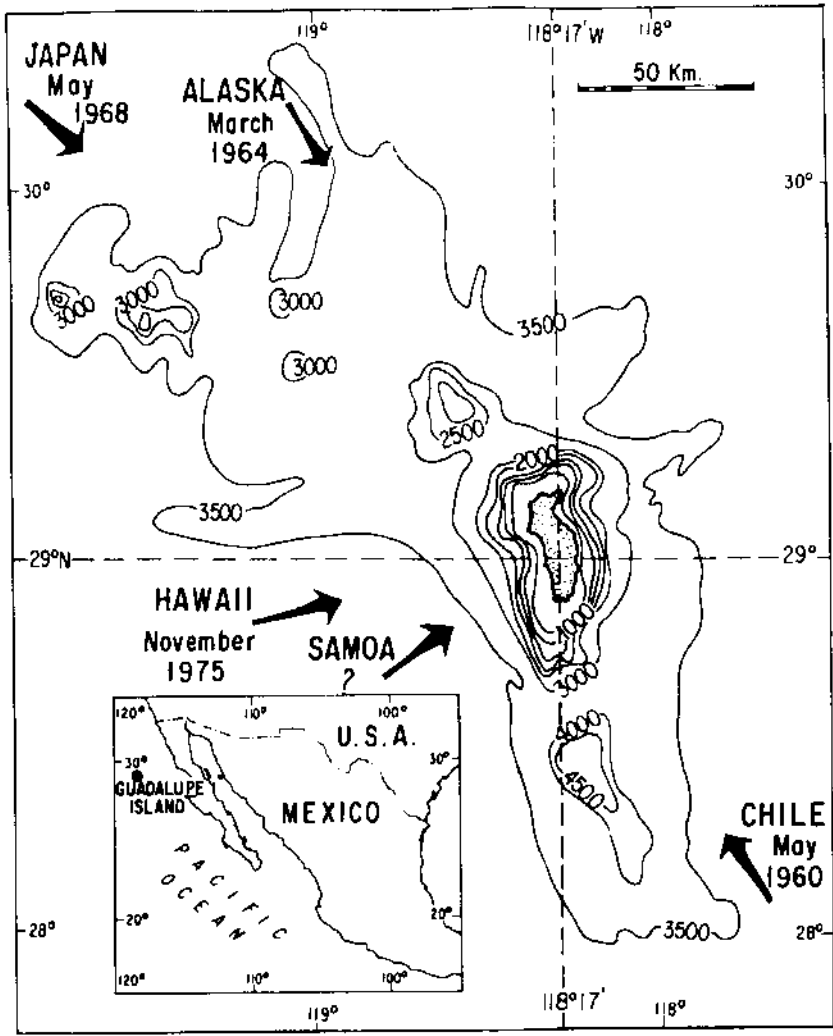 119°
118°17'W
118°
JAPAN
May
1968
ALASKA
March
1964
50 Km.
30°
30°
3000
3000
3000
3000
3500
2500
2000
3500
29°N
29°
HAWAII
November
1975
SAMOA
?
1000
3000
4000
4500
CHILE
May
1960
3500
28°
28°
119°
118°17'
118°
120°
110°
100°
U.S.A.
30°
30°
GUADALUPE
ISLAND
MEXICO
PACIFIC
OCEAN
20°
20°
120°
110°
100°